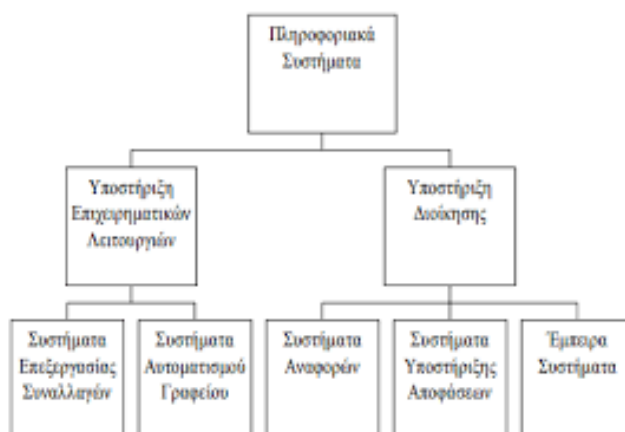 Πληροφοριακά
Συστήματα
Υποστήριξη
Επιχειρηματικών
Λειτουργιών
Υποστήριξη
Διοίκησης
Συστήματα
Επεξεργασίας
Συναλλαγών
Συστήματα
Αυτοματισμού
Γραφείου
Συστήματα
Αναφορών
Συστήματα
Υποστήριξης
Αποφάσεων
Έμπειρα
Συστήματα